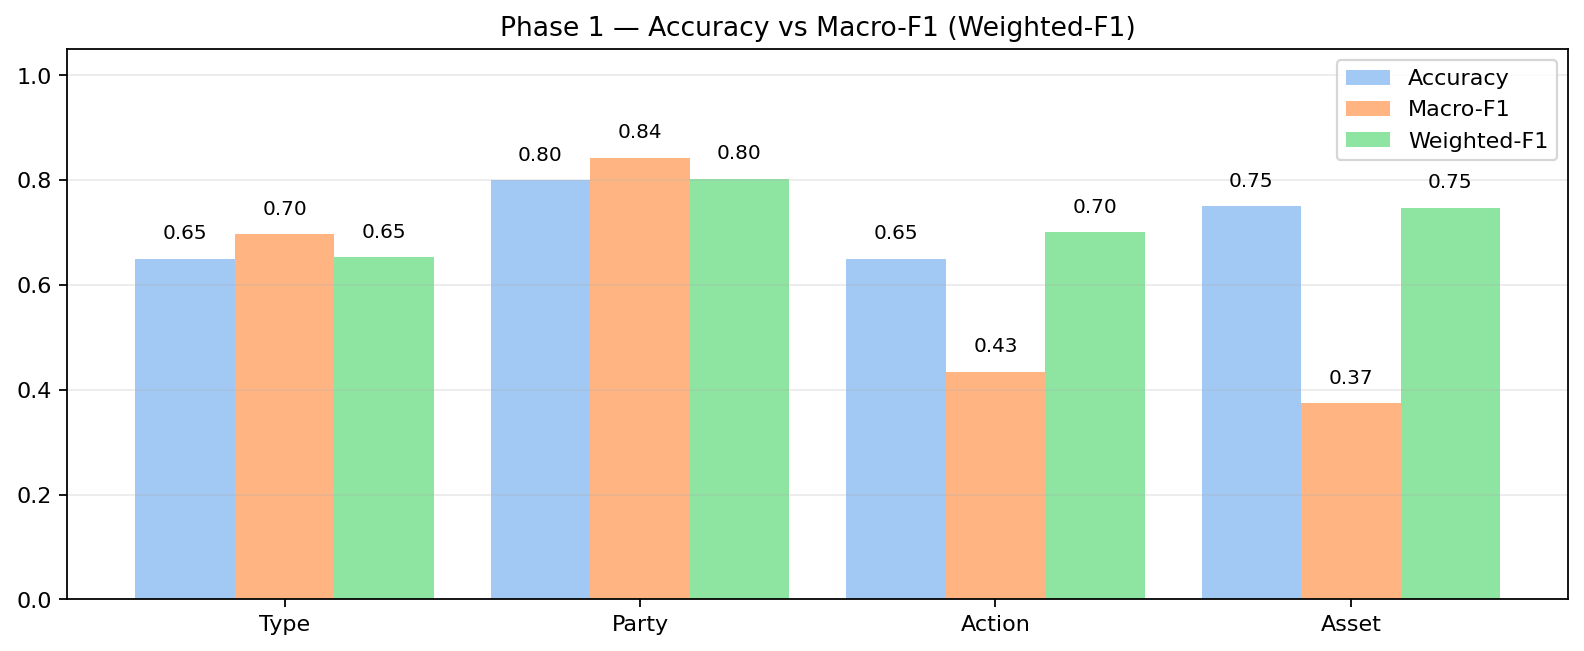 Phase 1 — Accuracy vs Macro-F1 (Weighted-F1)
1.0
0.8
0.6
0.4
0.2
0.0
Accuracy
Macro-F1
Weighted-F1
0.65
0.70
0.65
0.80
0.84
0.80
0.65
0.43
0.70
0.75
0.37
0.75
Type
Party
Action
Asset